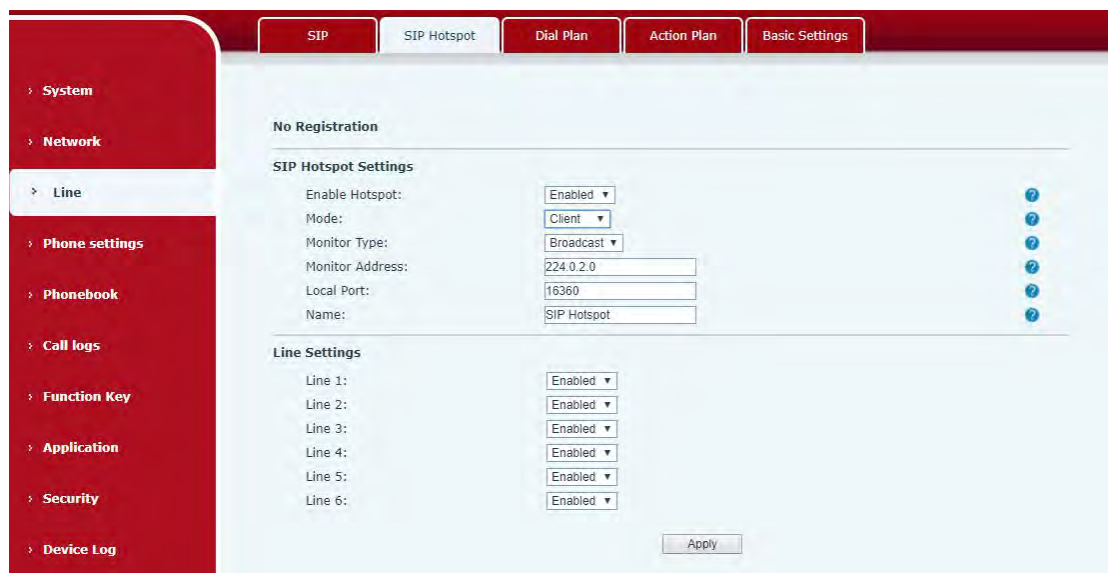 SIP SIP Hotspot Dial Plan Action Plan Basic Settings
› System
› Network
› Line
› Phone settings
› Phonebook
› Call logs
› Function Key
› Application
› Security
› Device Log
No Registration
SIP Hotspot Settings
Enable Hotspot: Enabled ▼ ?
Mode: Client ▼ ?
Monitor Type: Broadcast ▼ ?
Monitor Address: 224.0.2.0 ?
Local Port: 16360 ?
Name: SIP Hotspot ?
Line Settings
Line 1: Enabled ▼
Line 2: Enabled ▼
Line 3: Enabled ▼
Line 4: Enabled ▼
Line 5: Enabled ▼
Line 6: Enabled ▼
Apply